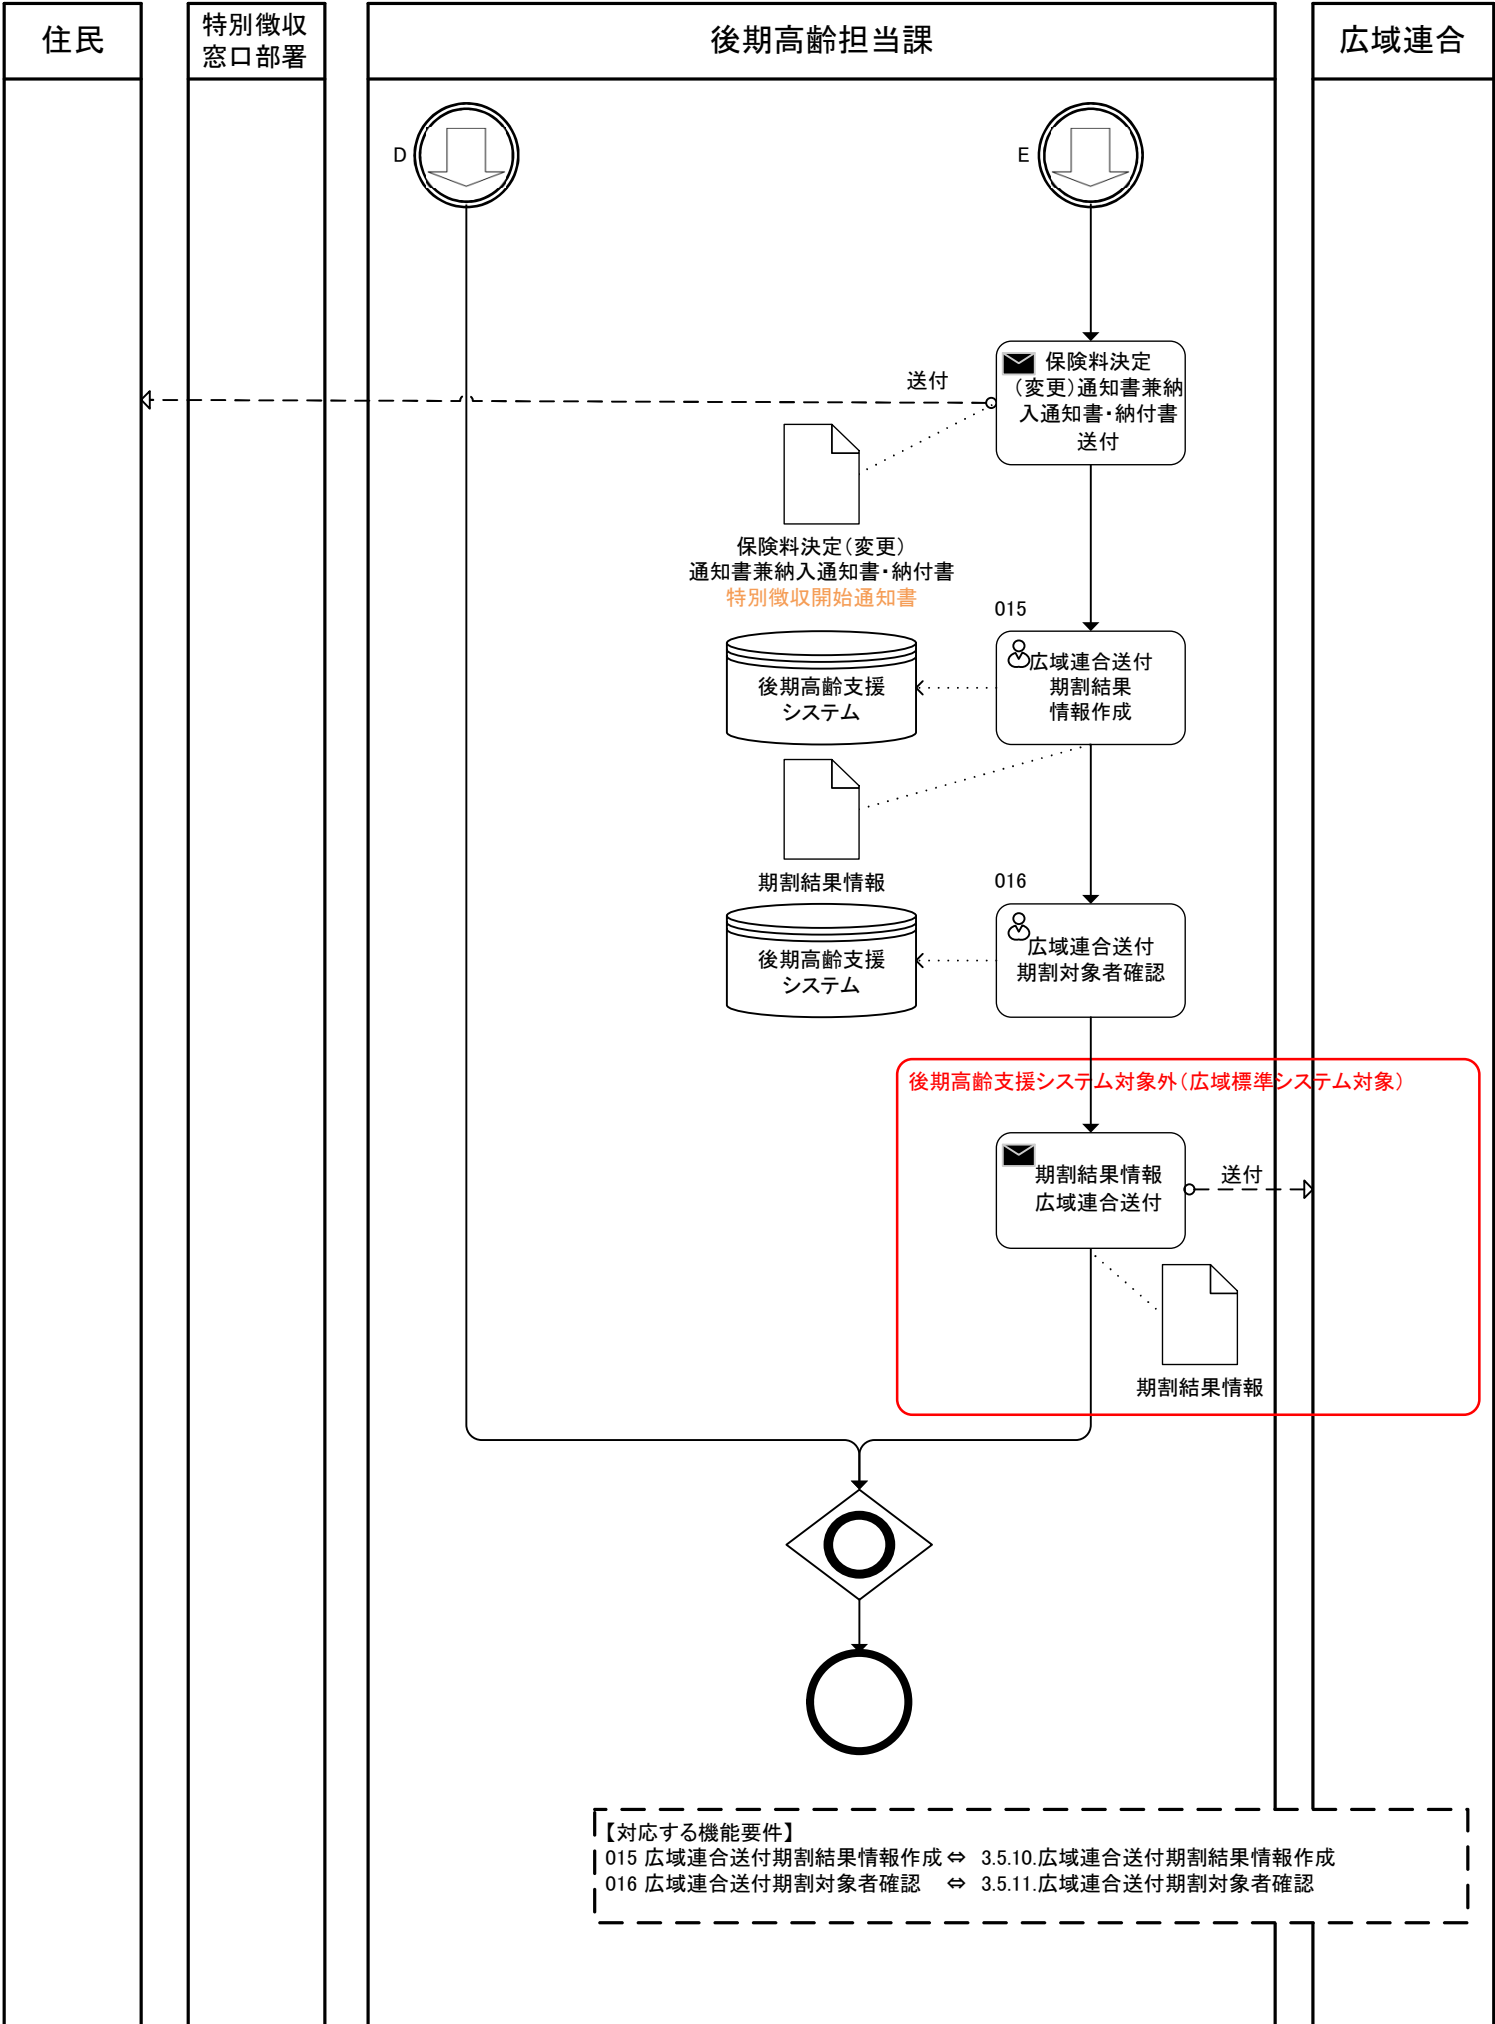 住民
特別徴収
窓口部署
後期高齢担当課
広域連合
D
E
保険料決定
（変更）通知書兼納
入通知書・納付書
送付
送付
保険料決定（変更）
通知書兼納入通知書・納付書
特別徴収開始通知書
015
広域連合送付
期割結果
情報作成
後期高齢支援
システム
期割結果情報
016
広域連合送付
期割対象者確認
後期高齢支援
システム
後期高齢支援システム対象外（広域標準システム対象）
期割結果情報
広域連合送付
送付
期割結果情報
【対応する機能要件】
015 広域連合送付期割結果情報作成 ⇔ 3.5.10.広域連合送付期割結果情報作成
016 広域連合送付期割対象者確認 ⇔ 3.5.11.広域連合送付期割対象者確認